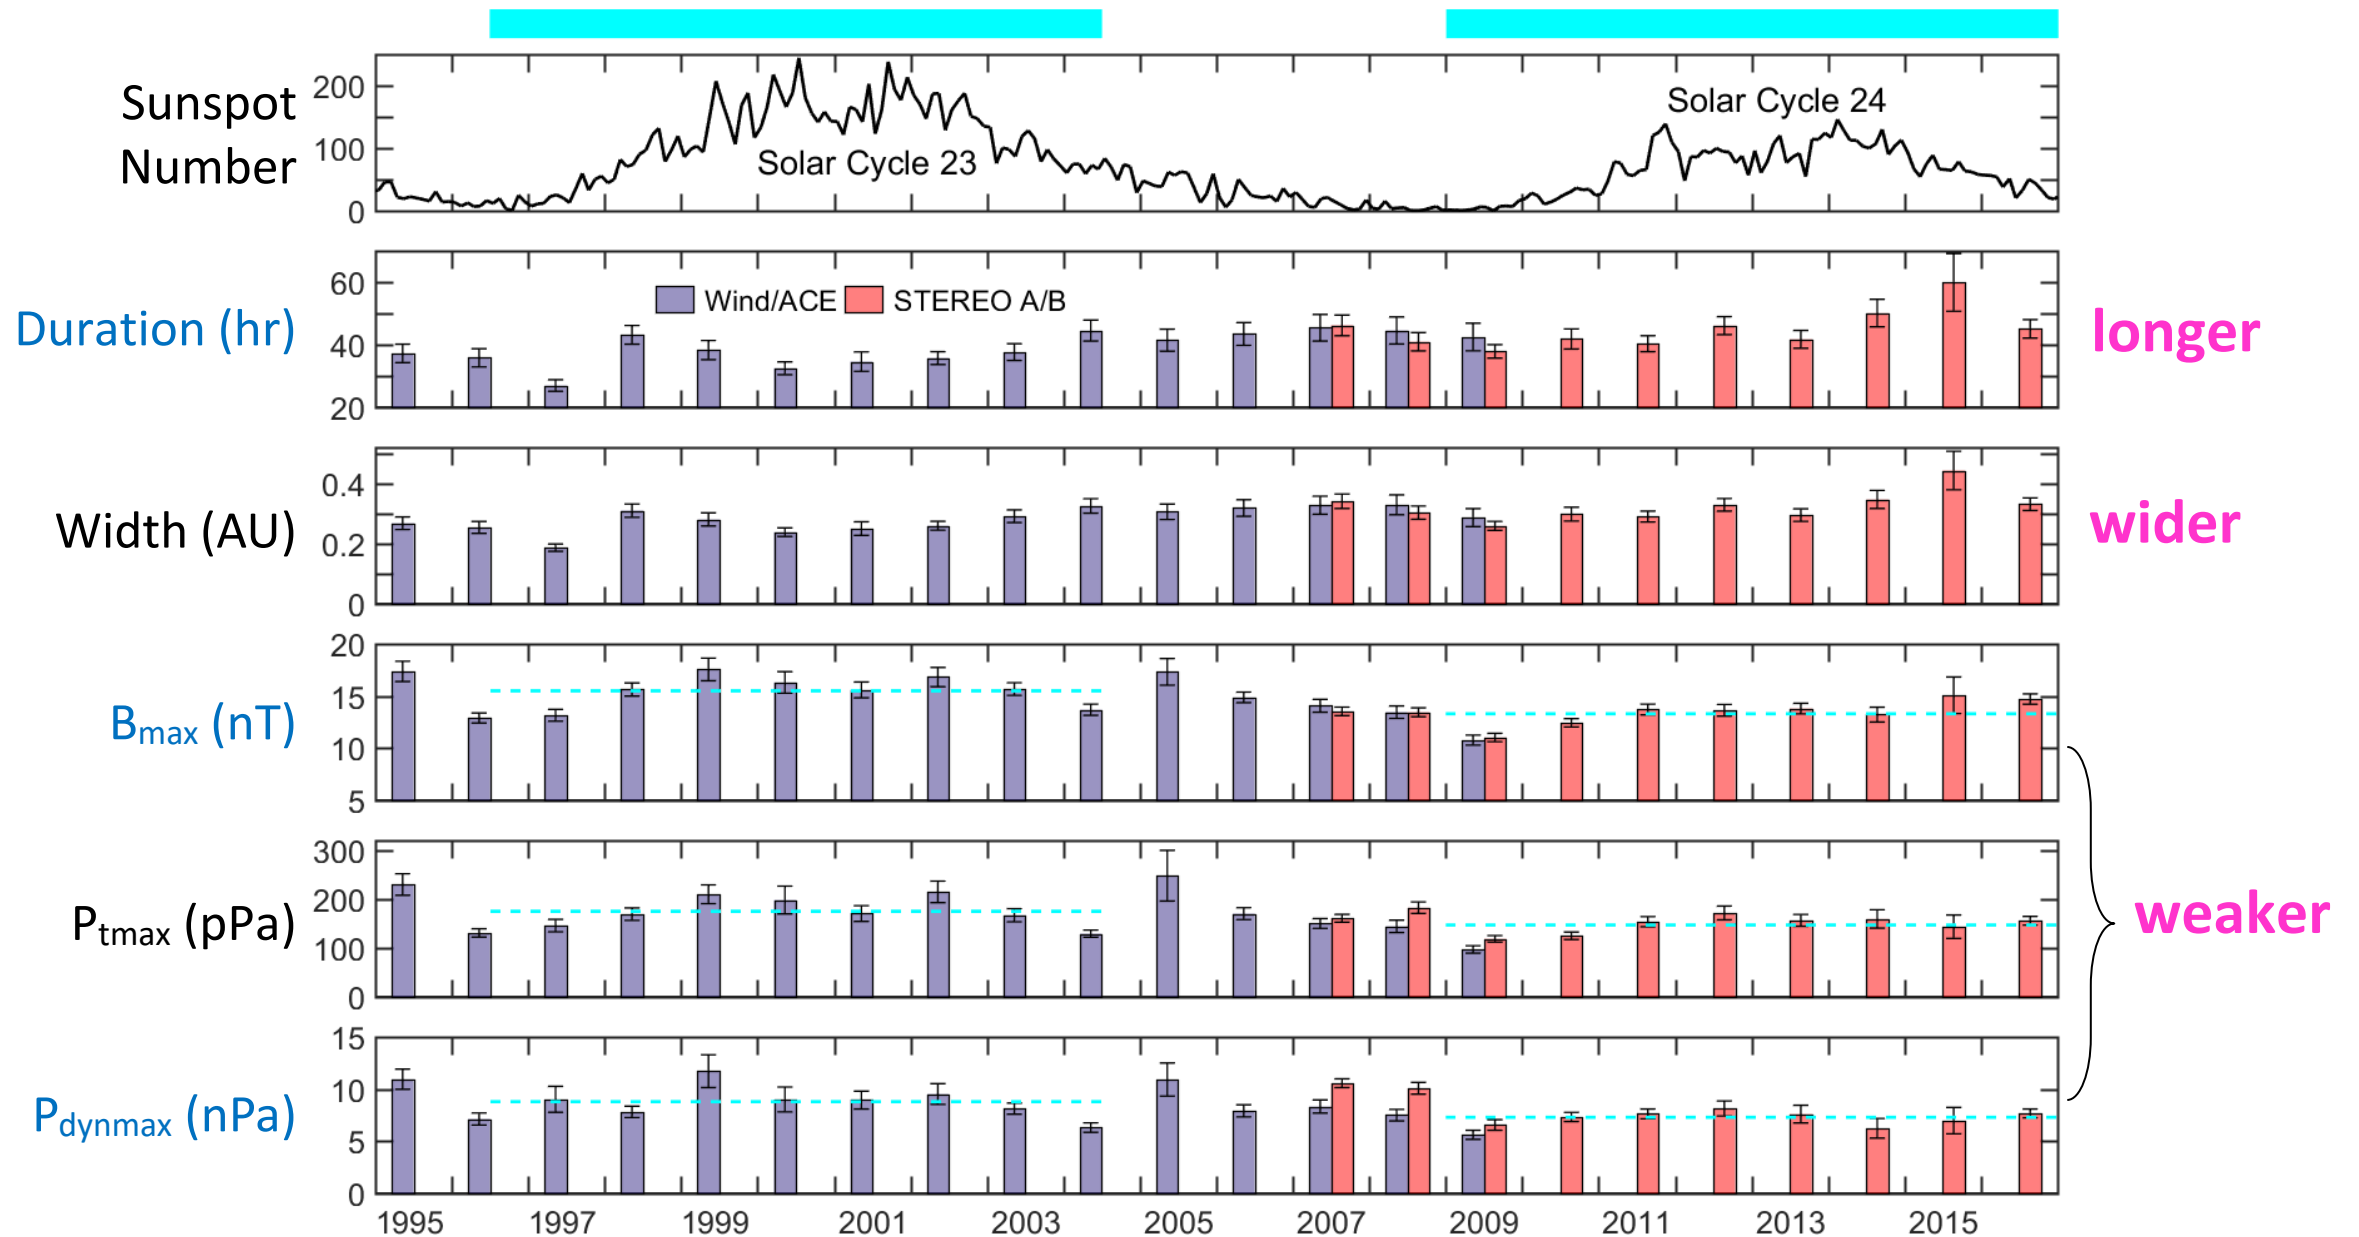 Sunspot
Number
200
100
0
Solar Cycle 23
Solar Cycle 24
Duration (hr)
60
40
20
Wind/ACE
STEREO A/B
longer
Width (AU)
0.4
0.2
0
wider
Bmax (nT)
20
15
10
5
Ptmax (pPa)
300
200
100
0
weaker
Pdynmax (nPa)
15
10
5
0
1995 1997 1999 2001 2003 2005 2007 2009 2011 2013 2015